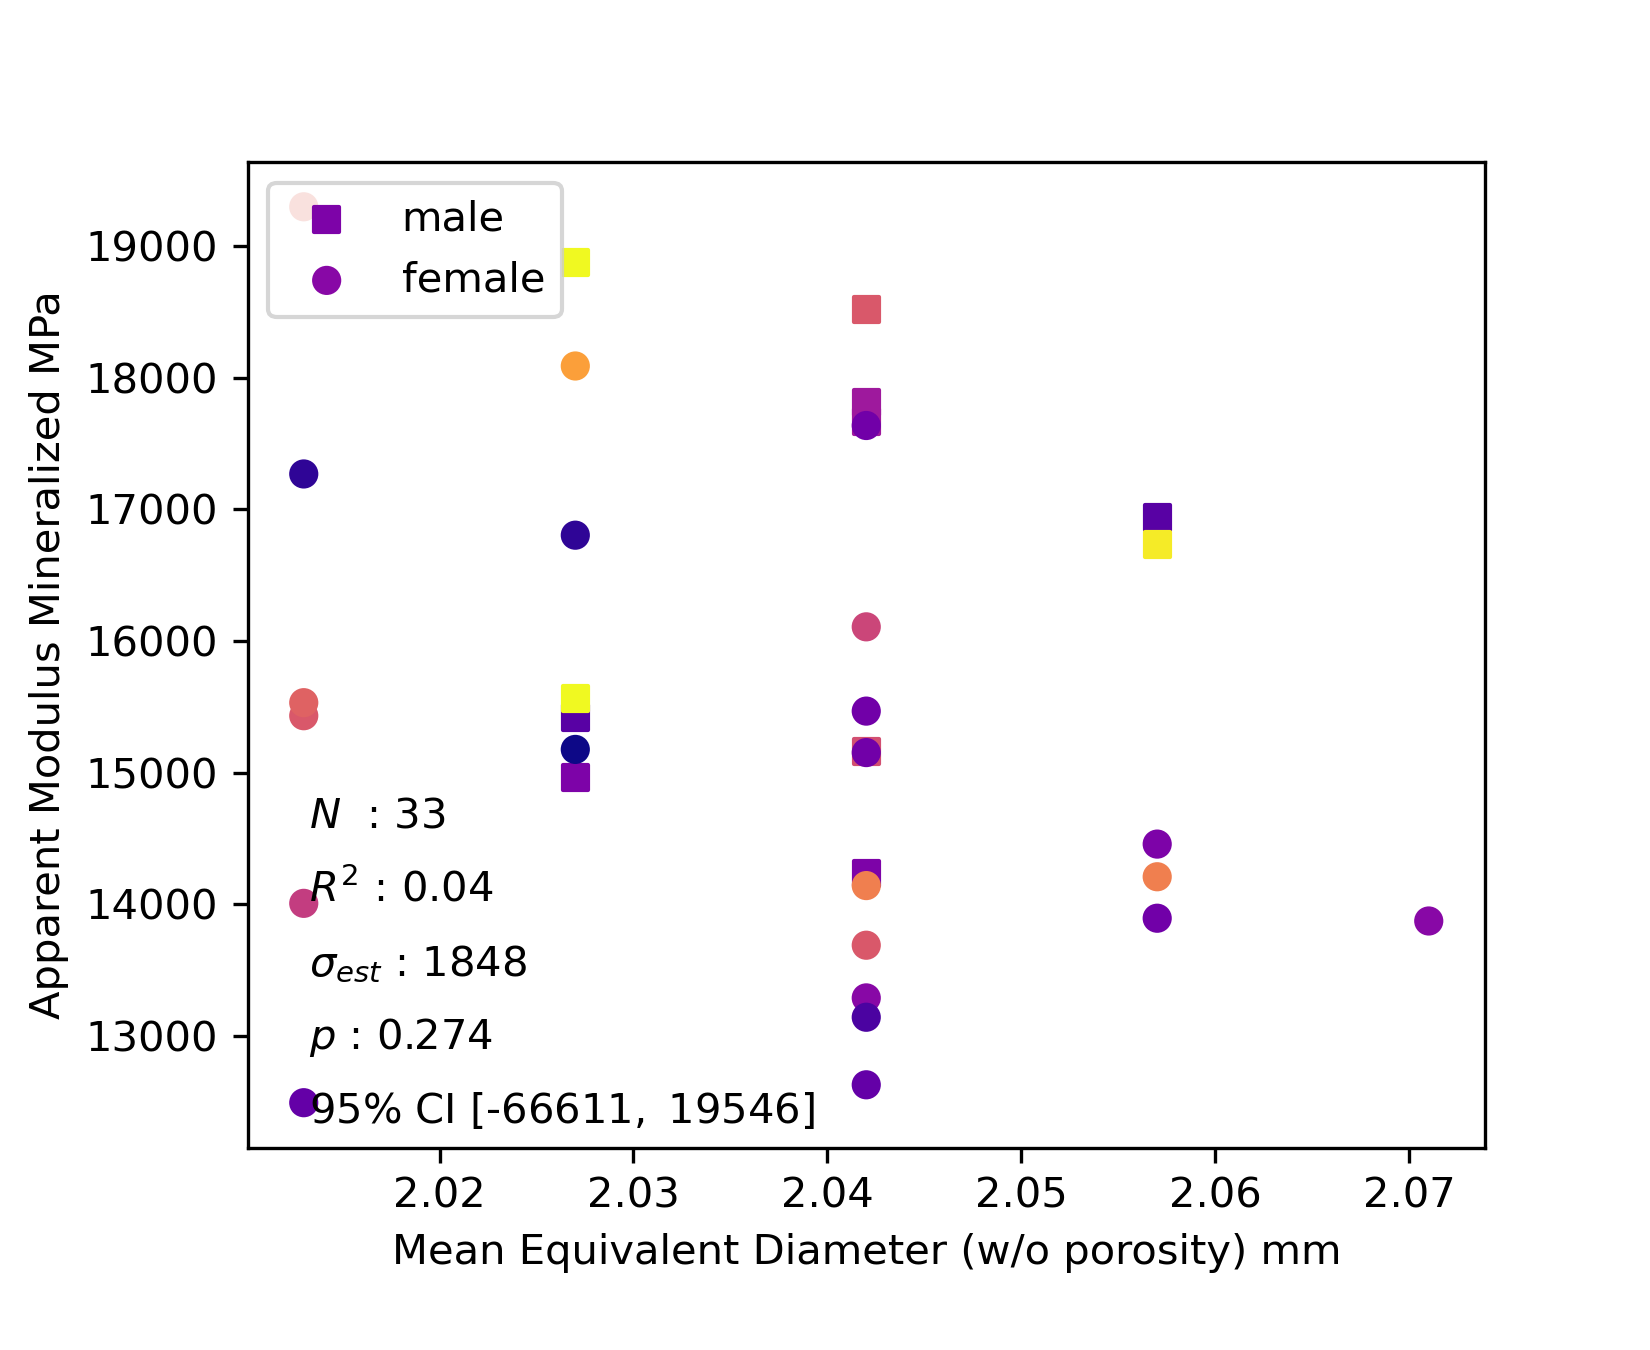 male
female
19000
18000
17000
16000
15000
14000
13000
Apparent Modulus Mineralized MPa
N : 33
R² : 0.04
σest : 1848
p : 0.274
95% CI [-66611, 19546]
2.02 2.03 2.04 2.05 2.06 2.07
Mean Equivalent Diameter (w/o porosity) mm